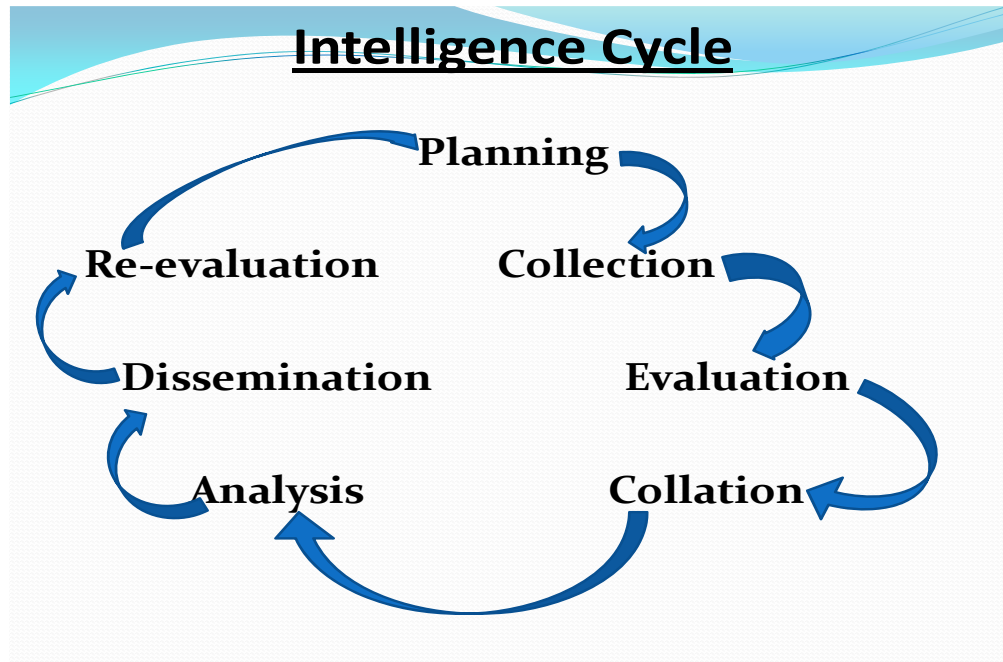 Intelligence Cycle
Planning
Re-evaluation Collection
Dissemination Evaluation
Analysis Collation